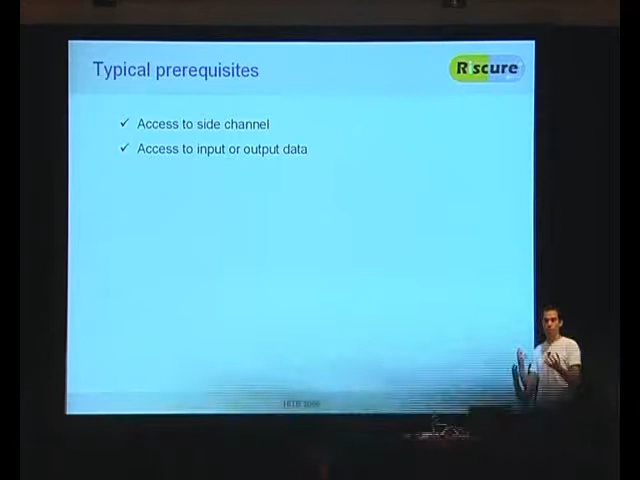 Typical prerequisites
Riscure
✓ Access to side channel
✓ Access to input or output data